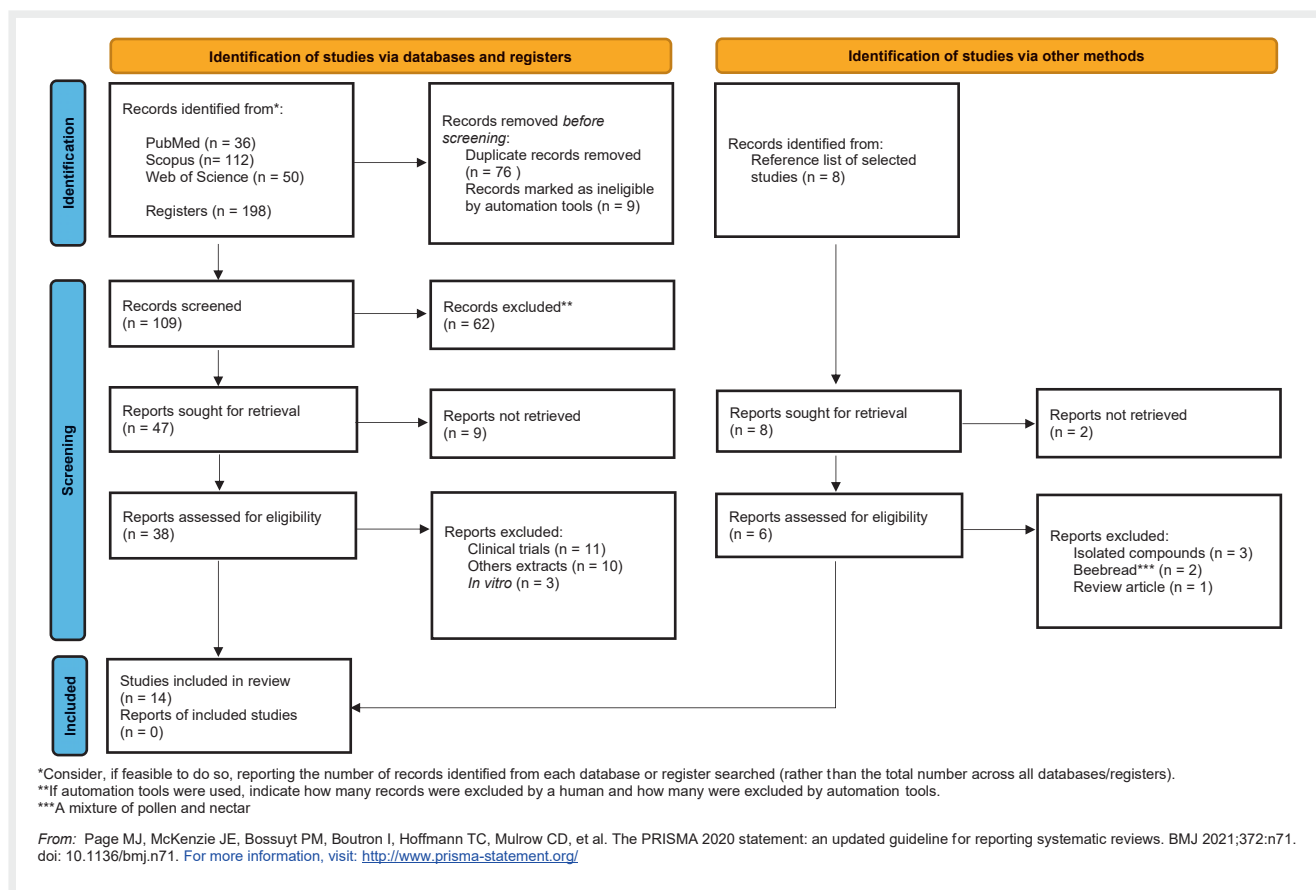 Identification of studies via databases and registers
Identification of studies via other methods
Identification
Records identified from*:
PubMed (n = 36)
Scopus (n= 112)
Web of Science (n = 50)
Registers (n = 198)
Records removed before
screening:
Duplicate records removed
(n = 76 )
Records marked as ineligible
by automation tools (n = 9)
Records identified from:
Reference list of selected
studies (n = 8)
Screening
Records screened
(n = 109)
Records excluded**
(n = 62)
Reports sought for retrieval
(n = 47)
Reports not retrieved
(n = 9)
Reports sought for retrieval
(n = 8)
Reports not retrieved
(n = 2)
Reports assessed for eligibility
(n = 38)
Reports excluded:
Clinical trials (n = 11)
Others extracts (n = 10)
In vitro (n = 3)
Reports assessed for eligibility
(n = 6)
Reports excluded:
Isolated compounds (n = 3)
Beebread*** (n = 2)
Review article (n = 1)
Included
Studies included in review
(n = 14)
Reports of included studies
(n = 0)
*Consider, if feasible to do so, reporting the number of records identified from each database or register searched (rather than the total number across all databases/registers).
**If automation tools were used, indicate how many records were excluded by a human and how many were excluded by automation tools.
***A mixture of pollen and nectar
From: Page MJ, McKenzie JE, Bossuyt PM, Boutron I, Hoffmann TC, Mulrow CD, et al. The PRISMA 2020 statement: an updated guideline for reporting systematic reviews. BMJ 2021;372:n71.
doi: 10.1136/bmj.n71. For more information, visit: http://www.prisma-statement.org/